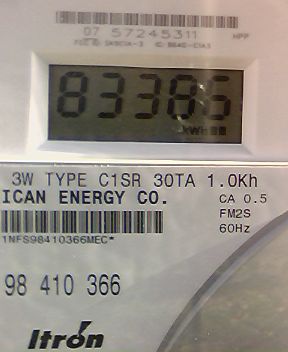 07 57245311
HPP
83385
kWh
3W TYPE C1SR 30TA 1.0Kh
ICAN ENERGY CO.
CA 0.5
FM2S
60Hz
1NFS98410366MEC*
98 410 366
Itron